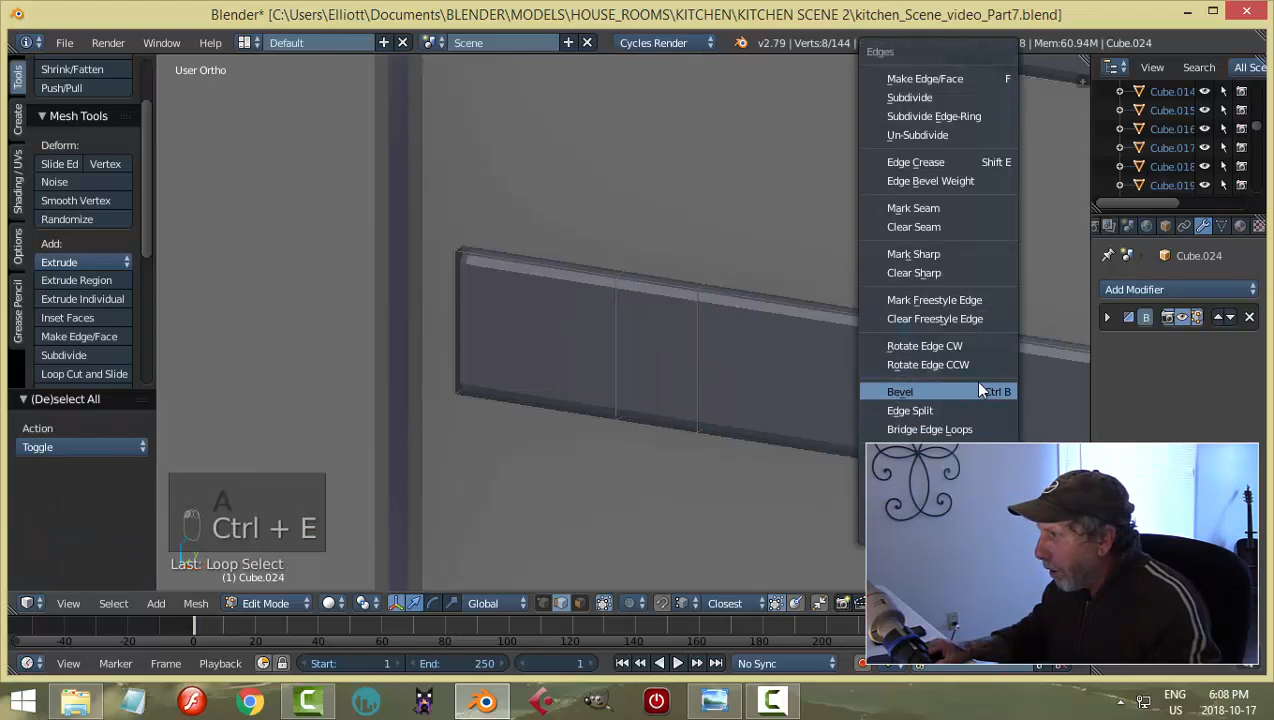 Blender* [C:\Users\Elliott\Documents\BLENDER\MODELS\HOUSE_ROOMS\KITCHEN\KITCHEN SCENE 2\kitchen_Scene_video_Part7.blend]
File Render Window Help Default Scene Cycles Render v2.79 | Verts:8/144 8 | Mem:60.94M | Cube.024
Shrink/Fatten
Push/Pull
Mesh Tools
Deform:
Slide Ed Vertex
Noise
Smooth Vertex
Randomize
Add:
Extrude
Extrude Region
Extrude Individual
Inset Faces
Make Edge/Face
Subdivide
Loop Cut and Slide
(De)select All
Action
Toggle
Tools
Create
Shading / UVs
Options
Grease Pencil
User Ortho
A
Ctrl + E
Last: Loop Select
(1) Cube.024
Edges
Make Edge/Face F
Subdivide
Subdivide Edge-Ring
Un-Subdivide
Edge Crease Shift E
Edge Bevel Weight
Mark Seam
Clear Seam
Mark Sharp
Clear Sharp
Mark Freestyle Edge
Clear Freestyle Edge
Rotate Edge CW
Rotate Edge CCW
Bevel Ctrl B
Edge Split
Bridge Edge Loops
View Search All Sce
Cube.014
Cube.015
Cube.016
Cube.017
Cube.018
Cube.019
Cube.024
Add Modifier
B
View Select Add Mesh Edit Mode Global Closest
-40 -20 0 20 40 60 80 100 120 140 160 180 200
View Marker Frame Playback Start: 1 End: 250 1 No Sync
ENG
US
6:08 PM
2018-10-17